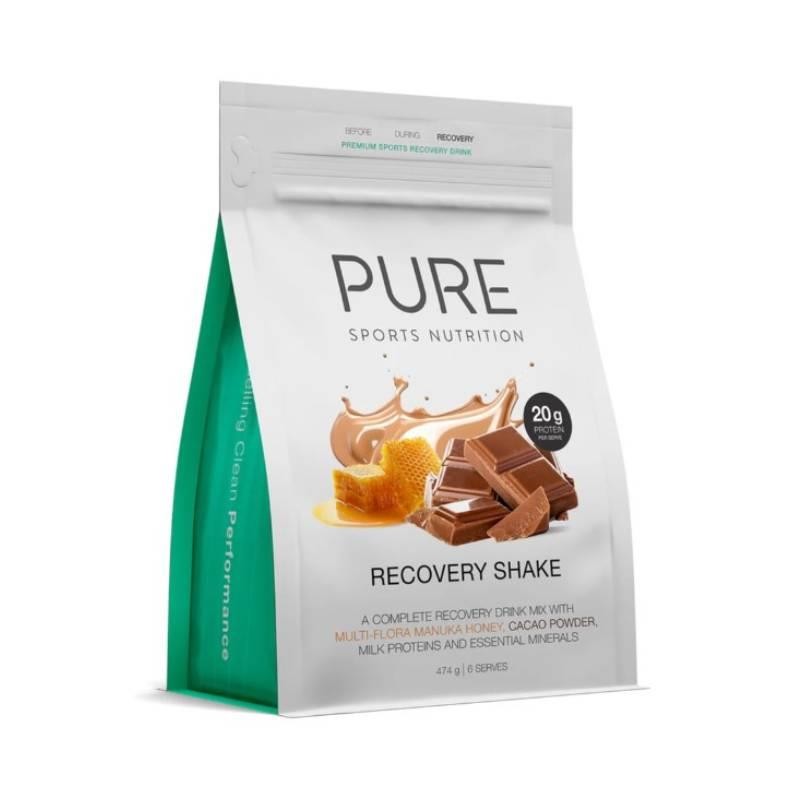 BEFORE DURING RECOVERY
PREMIUM SPORTS RECOVERY DRINK
PURE
SPORTS NUTRITION
20g
PROTEIN
PER SERVE
RECOVERY SHAKE
A COMPLETE RECOVERY DRINK MIX WITH
MULTI-FLORA MANUKA HONEY, CACAO POWDER,
MILK PROTEINS AND ESSENTIAL MINERALS
474 g | 6 SERVES
Clean Performance